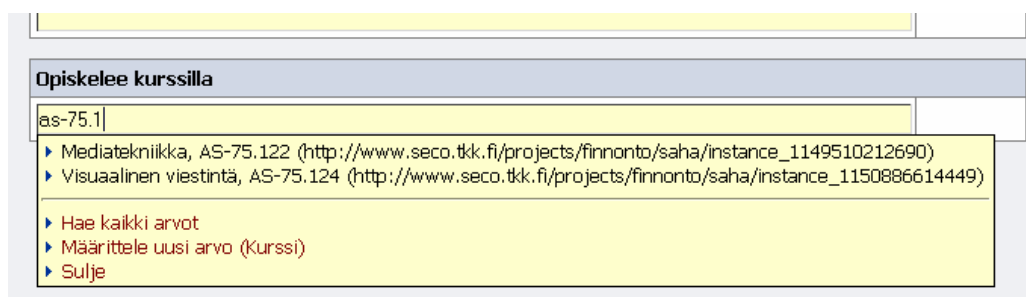 Opiskelee kurssilla
as-75.1
Mediatekniikka, AS-75.122 (http://www.seco.tkk.fi/projects/finnonto/saha/instance_1149510212690)
Visuaalinen viestintä, AS-75.124 (http://www.seco.tkk.fi/projects/finnonto/saha/instance_1150886614449)
Hae kaikki arvot
Määrittele uusi arvo (Kurssi)
Sulje